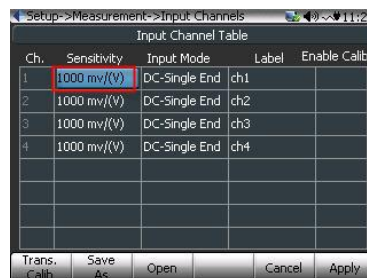 Setup->Measurement->Input Channels 11:2
Input Channel Table
Ch. Sensitivity Input Mode Label Enable Calib
1 1000 mv/(V) DC-Single End ch1
2 1000 mv/(V) DC-Single End ch2
3 1000 mv/(V) DC-Single End ch3
4 1000 mv/(V) DC-Single End ch4
Trans. Calib Save As Open Cancel Apply